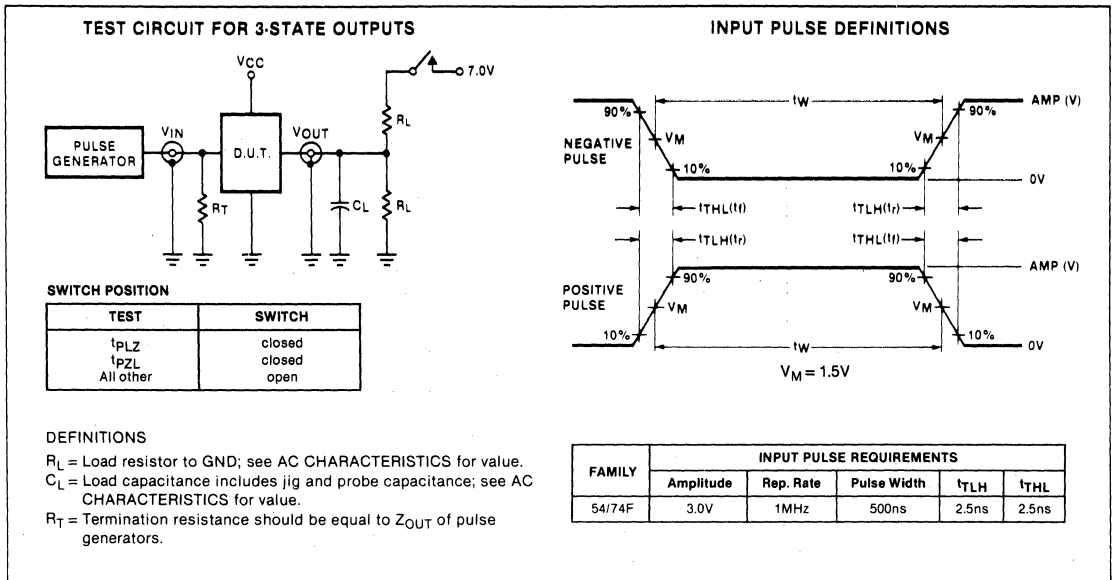 TEST CIRCUIT FOR 3-STATE OUTPUTS
VCC
7.0V
RL
VIN
VOUT
PULSE
GENERATOR
D.U.T.
RT
CL
RL
SWITCH POSITION
TEST SWITCH
tPLZ closed
tPZL closed
All other open
DEFINITIONS
RL = Load resistor to GND; see AC CHARACTERISTICS for value.
CL = Load capacitance includes jig and probe capacitance; see AC
CHARACTERISTICS for value.
RT = Termination resistance should be equal to ZOUT of pulse
generators.
INPUT PULSE DEFINITIONS
90% tW 90% AMP (V)
NEGATIVE
PULSE
VM VM
10% 10% 0V
tTHL(tf) tTLH(tr)
tTLH(tr) tTHL(tf)
90% 90% AMP (V)
POSITIVE
PULSE
VM VM
10% tW 10% 0V
VM = 1.5V
FAMILY INPUT PULSE REQUIREMENTS
Amplitude Rep. Rate Pulse Width tTLH tTHL
54/74F 3.0V 1MHz 500ns 2.5ns 2.5ns